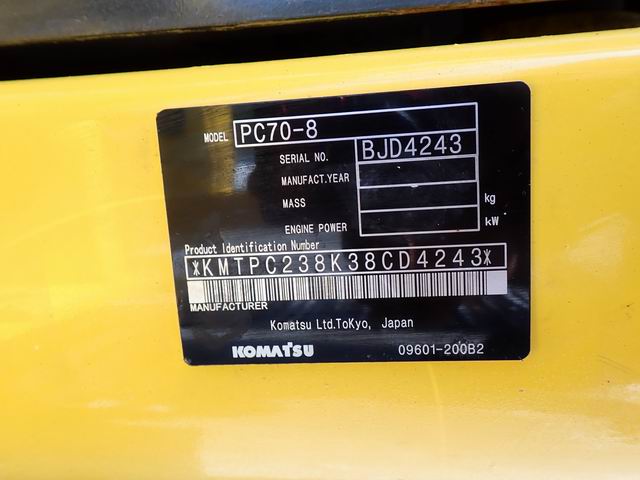 MODEL PC70-8
SERIAL NO. BJD4243
MANUFACT.YEAR
MASS kg
ENGINE POWER kW
Product Identification Number
*KMTPC238K38CD4243*
MANUFACTURER
Komatsu Ltd.ToKyo, Japan
KOMATSU 09601-200B2